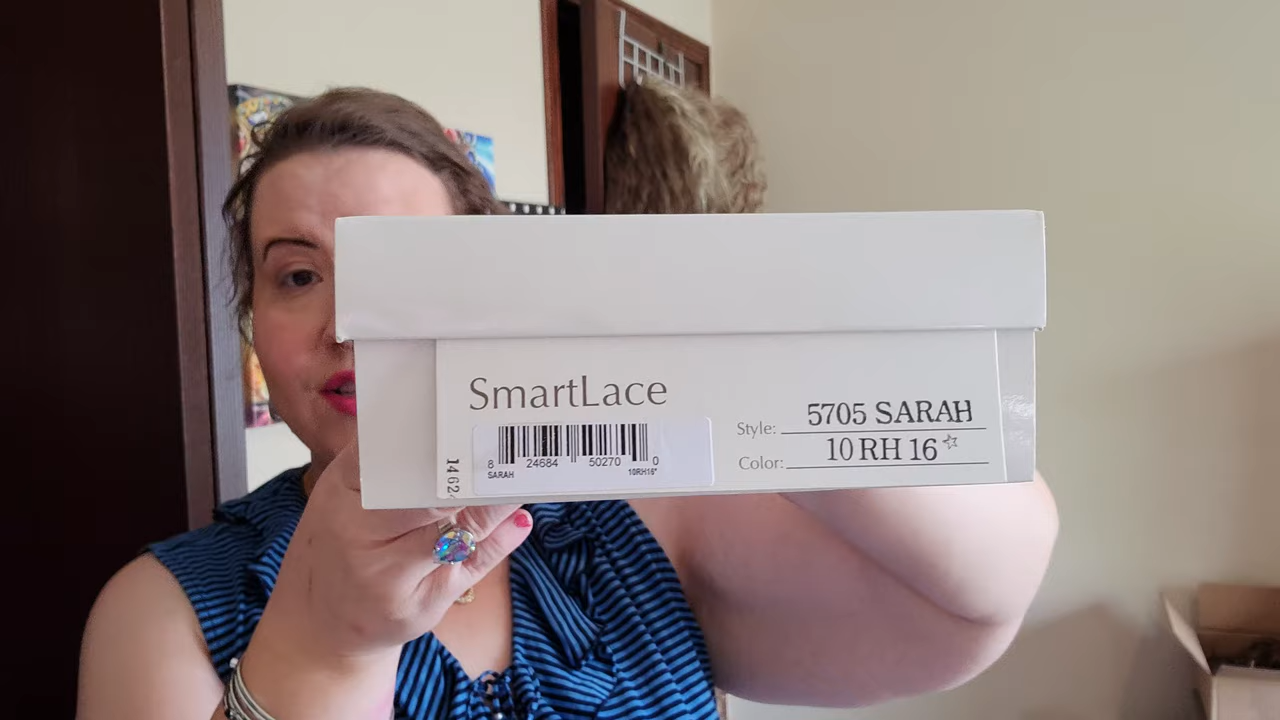 SmartLace
Style: 5705 SARAH
Color: 10 RH 16☆
8 24684 50270 0
SARAH 10RH16*
1462